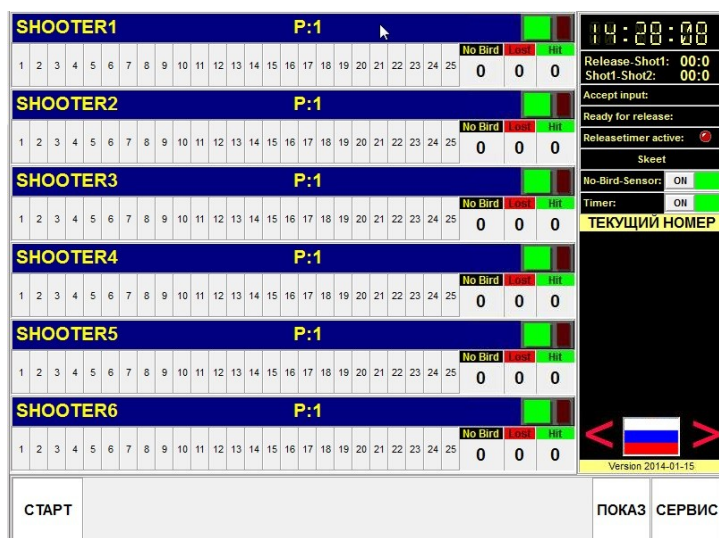 SHOOTER1 P:1
No Bird Lost Hit
1 2 3 4 5 6 7 8 9 10 11 12 13 14 15 16 17 18 19 20 21 22 23 24 25 0 0 0
SHOOTER2 P:1
No Bird Lost Hit
1 2 3 4 5 6 7 8 9 10 11 12 13 14 15 16 17 18 19 20 21 22 23 24 25 0 0 0
SHOOTER3 P:1
No Bird Lost Hit
1 2 3 4 5 6 7 8 9 10 11 12 13 14 15 16 17 18 19 20 21 22 23 24 25 0 0 0
SHOOTER4 P:1
No Bird Lost Hit
1 2 3 4 5 6 7 8 9 10 11 12 13 14 15 16 17 18 19 20 21 22 23 24 25 0 0 0
SHOOTER5 P:1
No Bird Lost Hit
1 2 3 4 5 6 7 8 9 10 11 12 13 14 15 16 17 18 19 20 21 22 23 24 25 0 0 0
SHOOTER6 P:1
No Bird Lost Hit
1 2 3 4 5 6 7 8 9 10 11 12 13 14 15 16 17 18 19 20 21 22 23 24 25 0 0 0
Release-Shot1: 00:0
Shot1-Shot2: 00:0
Accept input:
Ready for release:
Releasetimer active:
Skeet
No-Bird-Sensor: ON
Timer: ON
ТЕКУЩИЙ НОМЕР
< >
Version 2014-01-15
СТАРТ ПОКАЗ СЕРВИС